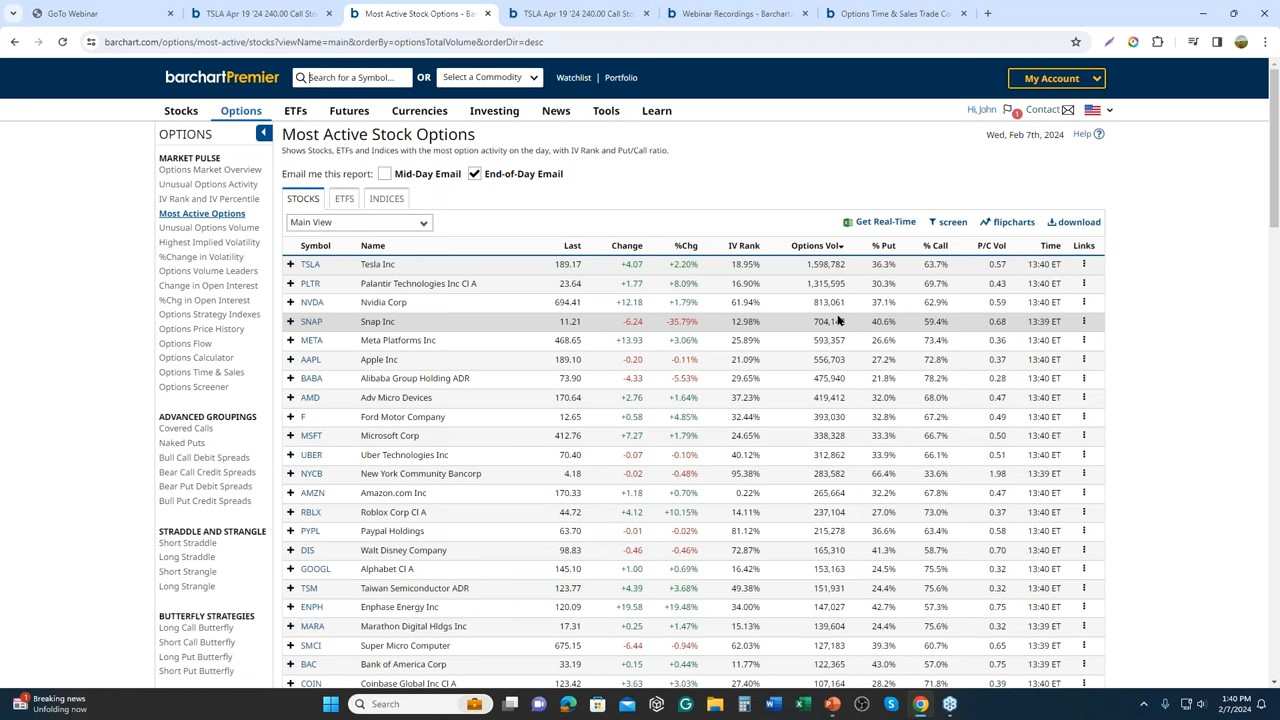 GoTo Webinar
TSLA Apr 19 '24 240.00 Call Sto
Most Active Stock Options - Ba
TSLA Apr 19 '24 240.00 Call Sto
Webinar Recordings - Barchart.
Options Time & Sales Trade Co
barchart.com/options/most-active/stocks?viewName=main&orderBy=optionsTotalVolume&orderDir=desc
barchartPremier Search for a Symbol... OR Select a Commodity Watchlist Portfolio My Account
Stocks Options ETFs Futures Currencies Investing News Tools Learn Hi, John 1 Contact
OPTIONS
MARKET PULSE
Options Market Overview
Unusual Options Activity
IV Rank and IV Percentile
Most Active Options
Unusual Options Volume
Highest Implied Volatility
%Change in Volatility
Options Volume Leaders
Change in Open Interest
%Chg in Open Interest
Options Strategy Indexes
Options Price History
Options Flow
Options Calculator
Options Time & Sales
Options Screener
ADVANCED GROUPINGS
Covered Calls
Naked Puts
Bull Call Debit Spreads
Bear Call Credit Spreads
Bear Put Debit Spreads
Bull Put Credit Spreads
STRADDLE AND STRANGLE
Short Straddle
Long Straddle
Short Strangle
Long Strangle
BUTTERFLY STRATEGIES
Long Call Butterfly
Short Call Butterfly
Long Put Butterfly
Short Put Butterfly
Most Active Stock Options
Wed, Feb 7th, 2024 Help ?
Shows Stocks, ETFs and Indices with the most option activity on the day, with IV Rank and Put/Call ratio.
Email me this report: Mid-Day Email End-of-Day Email
STOCKS ETFS INDICES
Main View Get Real-Time screen flipcharts download
Symbol Name Last Change %Chg IV Rank Options Vol % Put % Call P/C Vol Time Links
TSLA Tesla Inc 189.17 +4.07 +2.20% 18.95% 1,598,782 36.3% 63.7% 0.57 13:40 ET
PLTR Palantir Technologies Inc Cl A 23.64 +1.77 +8.09% 16.90% 1,315,595 30.3% 69.7% 0.43 13:40 ET
NVDA Nvidia Corp 694.41 +12.18 +1.79% 61.94% 813,061 37.1% 62.9% 0.59 13:40 ET
SNAP Snap Inc 11.21 -6.24 -35.79% 12.98% 40.6% 59.4% 0.68 13:39 ET
META Meta Platforms Inc 468.65 +13.93 +3.06% 25.89% 593,357 26.6% 73.4% 0.36 13:40 ET
AAPL Apple Inc 189.10 -0.20 -0.11% 21.09% 556,703 27.2% 72.8% 0.37 13:40 ET
BABA Alibaba Group Holding ADR 73.90 -4.33 -5.53% 29.65% 475,940 21.8% 78.2% 0.28 13:40 ET
AMD Adv Micro Devices 170.64 +2.76 +1.64% 37.23% 419,412 32.0% 68.0% 0.47 13:40 ET
F Ford Motor Company 12.65 +0.58 +4.85% 32.44% 393,030 32.8% 67.2% 0.49 13:40 ET
MSFT Microsoft Corp 412.76 +7.27 +1.79% 24.65% 338,328 33.3% 66.7% 0.50 13:40 ET
UBER Uber Technologies Inc 70.40 -0.07 -0.10% 40.12% 312,862 33.9% 66.1% 0.51 13:40 ET
NYCB New York Community Bancorp 4.18 -0.02 -0.48% 95.38% 283,582 66.4% 33.6% 1.98 13:39 ET
AMZN Amazon.com Inc 170.33 +1.18 +0.70% 0.22% 265,664 32.2% 67.8% 0.47 13:40 ET
RBLX Roblox Corp Cl A 44.72 +4.12 +10.15% 14.11% 237,104 27.0% 73.0% 0.37 13:40 ET
PYPL Paypal Holdings 63.70 -0.01 -0.02% 81.12% 215,278 36.6% 63.4% 0.58 13:40 ET
DIS Walt Disney Company 98.83 -0.46 -0.46% 72.87% 165,310 41.3% 58.7% 0.70 13:40 ET
GOOGL Alphabet Cl A 145.10 +1.00 +0.69% 16.42% 153,163 24.5% 75.5% 0.32 13:40 ET
TSM Taiwan Semiconductor ADR 123.77 +4.39 +3.68% 49.38% 151,931 24.4% 75.6% 0.32 13:40 ET
ENPH Enphase Energy Inc 120.09 +19.58 +19.48% 34.00% 147,027 42.7% 57.3% 0.75 13:40 ET
MARA Marathon Digital Hldgs Inc 17.31 +0.25 +1.47% 15.13% 139,604 24.4% 75.6% 0.32 13:40 ET
SMCI Super Micro Computer 675.15 -6.44 -0.94% 62.03% 127,183 39.3% 60.7% 0.65 13:40 ET
BAC Bank of America Corp 33.19 +0.15 +0.44% 11.77% 122,365 43.0% 57.0% 0.75 13:40 ET
COIN Coinbase Global Inc Cl A 123.42 +3.63 +3.03% 27.40% 107,164 28.2% 71.8% 0.39 13:40 ET
1 Breaking news
Unfolding now
Search
1:40 PM
2/7/2024